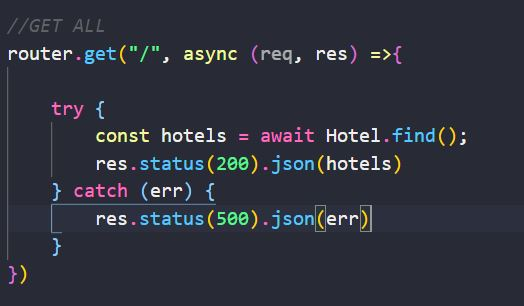 //GET ALL
router.get("/", async (req, res) =>{
try {
const hotels = await Hotel.find();
res.status(200).json(hotels)
} catch (err) {
res.status(500).json(err)
}
})